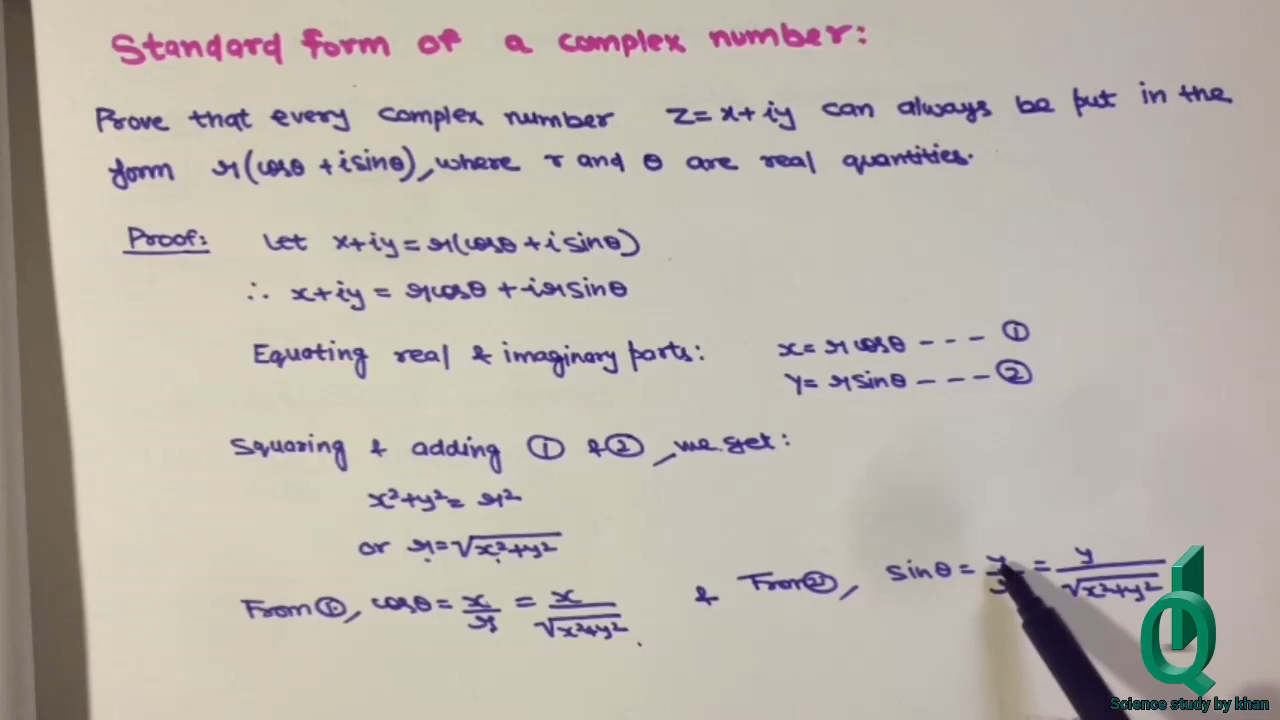 Standard form of a complex number:
Prove that every complex number z = x + iy can always be put in the
form r(cosθ + i sinθ), where r and θ are real quantities.
Proof: Let x+iy = r(cosθ + i sinθ)
∴ x+iy = r cosθ + i r sinθ
Equating real & imaginary parts: x = r cosθ - - - ①
y = r sinθ - - - ②
Squaring & adding ① & ②, we get:
x²+y² = r²
or r = √(x²+y²)
From ①, cosθ = x/r = x/√(x²+y²) & From ②, sinθ = y/r = y/√(x²+y²)
Science study by khan